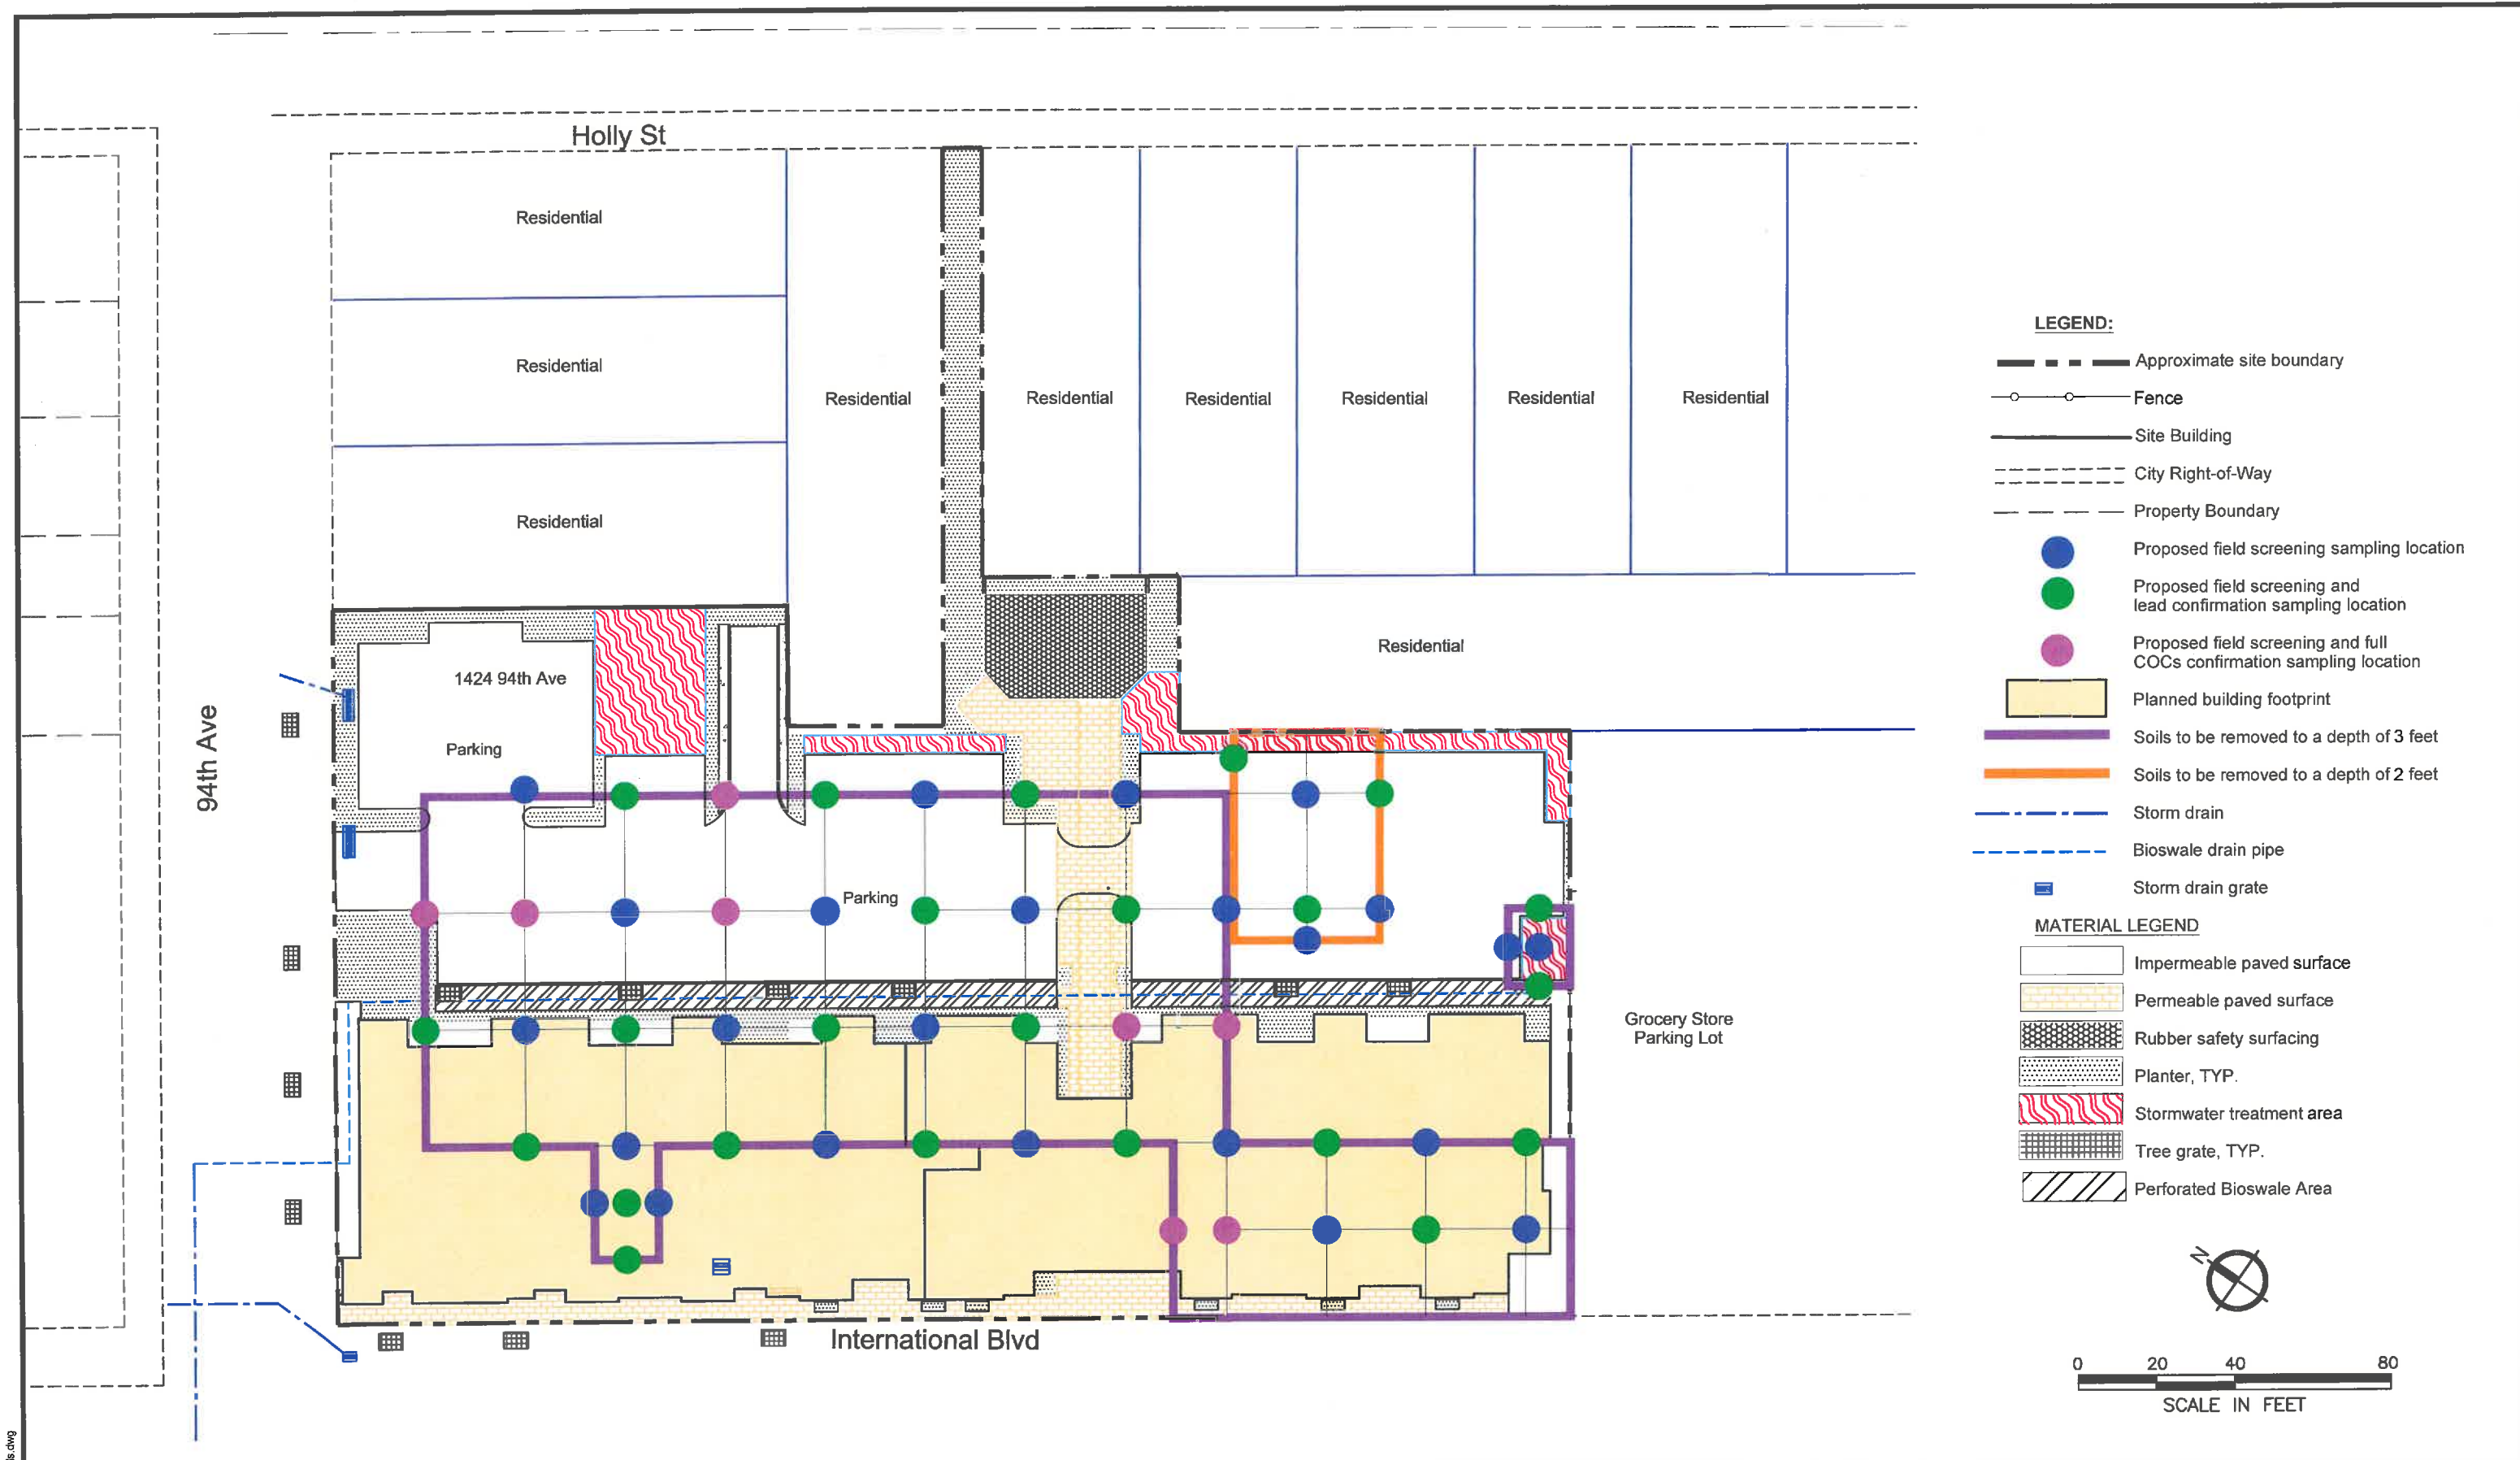 Holly St
Residential
Residential
Residential
Residential
Residential
Residential
Residential
Residential
Residential
Residential
1424 94th Ave
Parking
94th Ave
Parking
Grocery Store
Parking Lot
International Blvd
LEGEND:
Approximate site boundary
Fence
Site Building
City Right-of-Way
Property Boundary
Proposed field screening sampling location
Proposed field screening and
lead confirmation sampling location
Proposed field screening and full
COCs confirmation sampling location
Planned building footprint
Soils to be removed to a depth of 3 feet
Soils to be removed to a depth of 2 feet
Storm drain
Bioswale drain pipe
Storm drain grate
MATERIAL LEGEND
Impermeable paved surface
Permeable paved surface
Rubber safety surfacing
Planter, TYP.
Stormwater treatment area
Tree grate, TYP.
Perforated Bioswale Area
N
0 20 40 80
SCALE IN FEET
ls.dwg